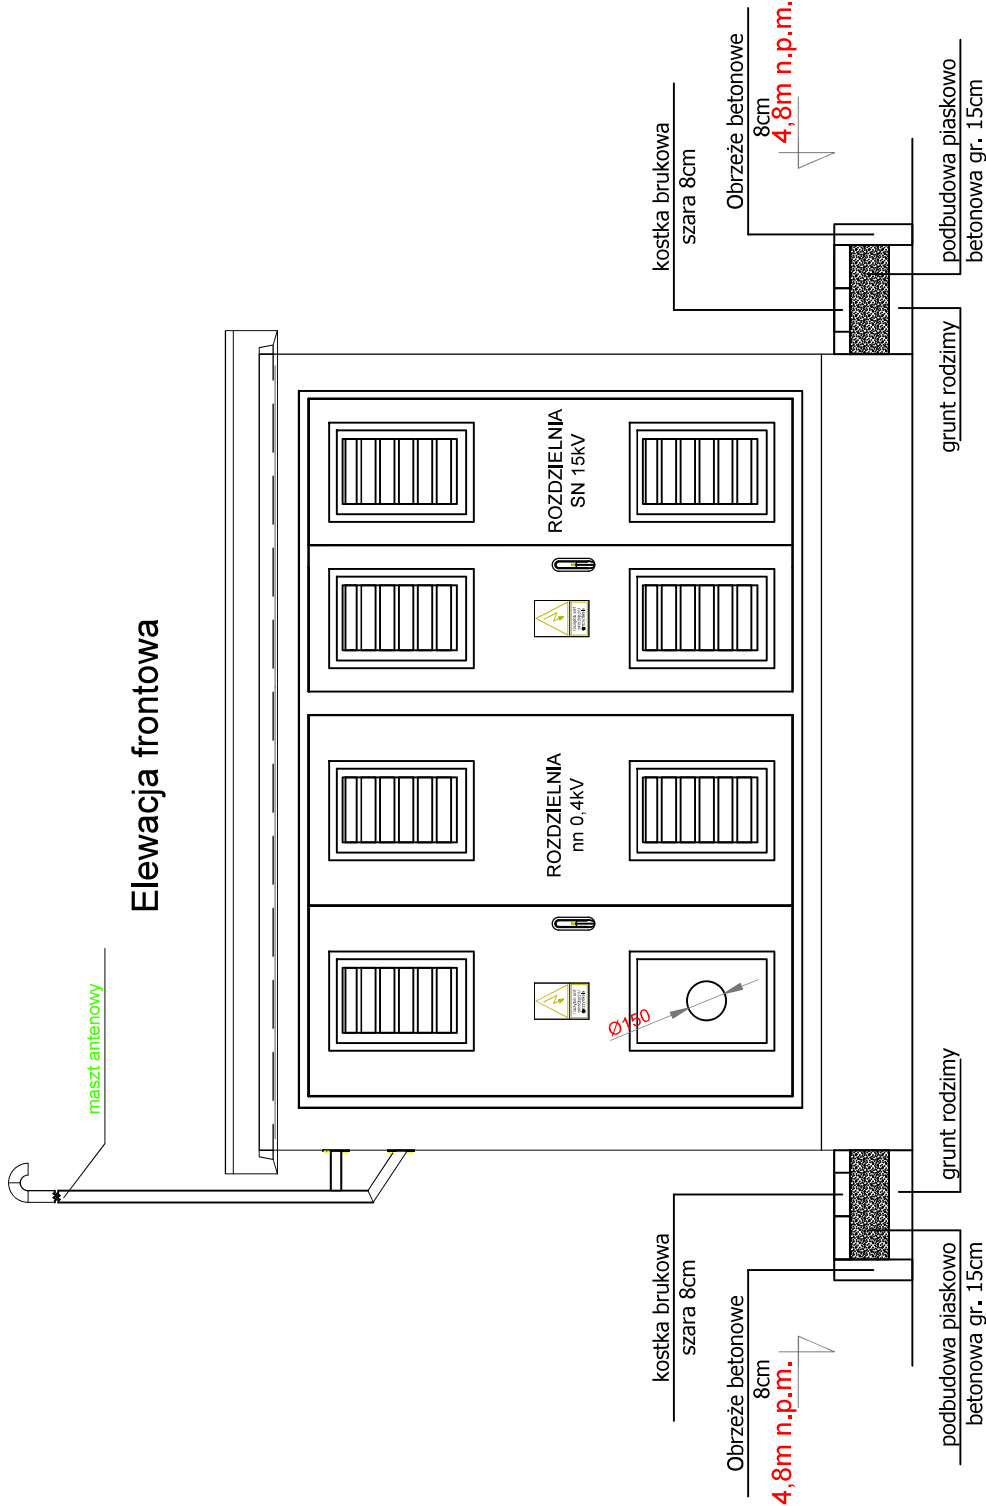 Elewacja frontowa
maszt antenowy
ROZDZIELNIA
nn 0,4kV
ROZDZIELNIA
SN 15kV
Ø150
kostka brukowa
szara 8cm
Obrzeże betonowe
8cm
4,8m n.p.m.
grunt rodzimy
podbudowa piaskowo
betonowa gr. 15cm
kostka brukowa
szara 8cm
Obrzeże betonowe
8cm
4,8m n.p.m.
grunt rodzimy
podbudowa piaskowo
betonowa gr. 15cm